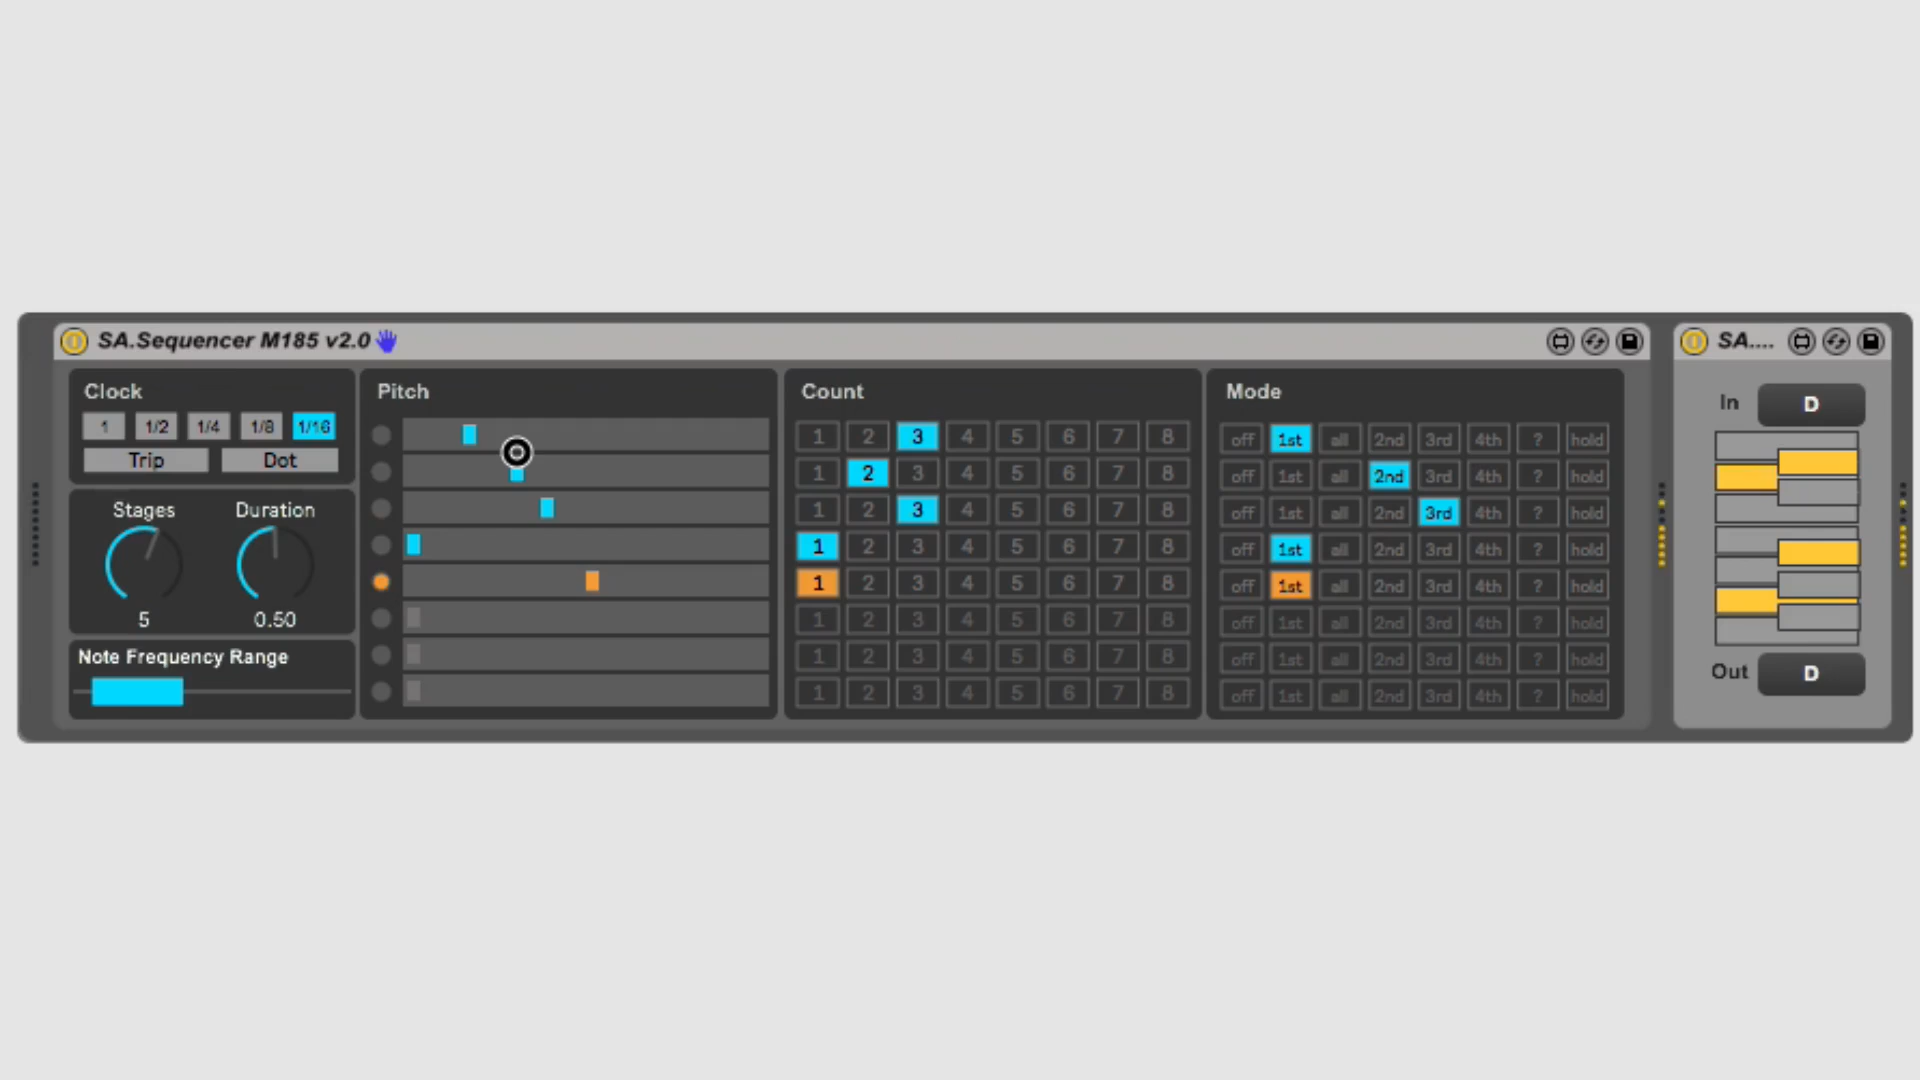 SA.Sequencer M185 v2.0
SA....
Clock
1 1/2 1/4 1/8 1/16
Trip Dot
Stages Duration
5 0.50
Note Frequency Range
Pitch
Count
1 2 3 4 5 6 7 8
1 2 3 4 5 6 7 8
1 2 3 4 5 6 7 8
1 2 3 4 5 6 7 8
1 2 3 4 5 6 7 8
1 2 3 4 5 6 7 8
1 2 3 4 5 6 7 8
1 2 3 4 5 6 7 8
Mode
off 1st all 2nd 3rd 4th ? hold
off 1st all 2nd 3rd 4th ? hold
off 1st all 2nd 3rd 4th ? hold
off 1st all 2nd 3rd 4th ? hold
off 1st all 2nd 3rd 4th ? hold
off 1st all 2nd 3rd 4th ? hold
off 1st all 2nd 3rd 4th ? hold
off 1st all 2nd 3rd 4th ? hold
In D
Out D